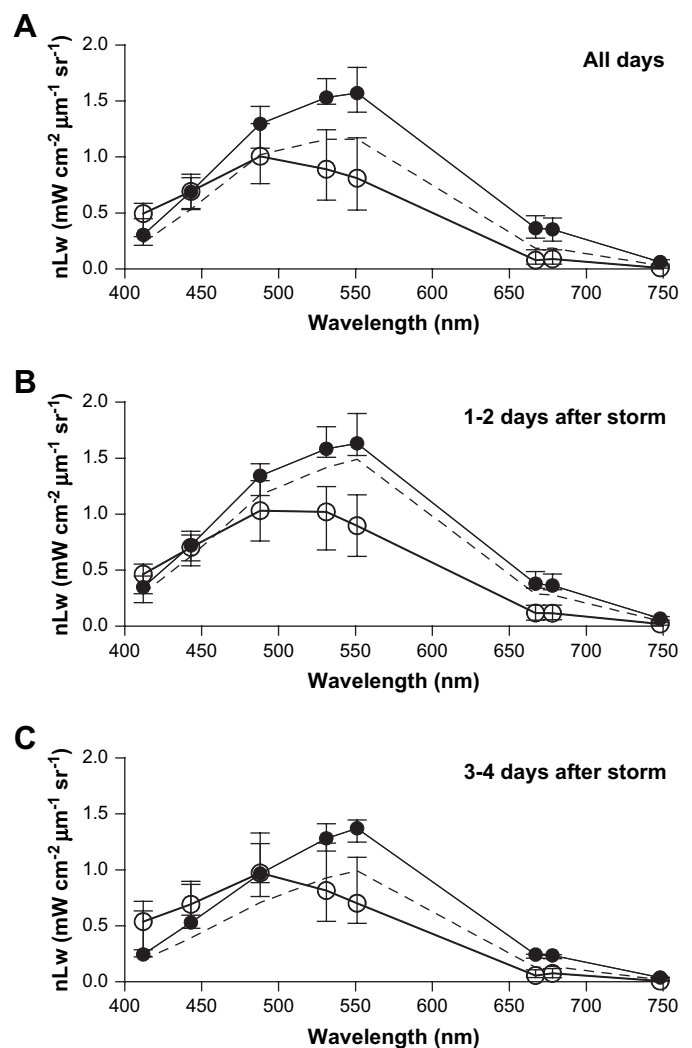 A
All days
nLw (mW cm-2 μm-1 sr-1)
2.0
1.5
1.0
0.5
0.0
400 450 500 550 600 650 700 750
Wavelength (nm)
B
1-2 days after storm
nLw (mW cm-2 μm-1 sr-1)
2.0
1.5
1.0
0.5
0.0
400 450 500 550 600 650 700 750
Wavelength (nm)
C
3-4 days after storm
nLw (mW cm-2 μm-1 sr-1)
2.0
1.5
1.0
0.5
0.0
400 450 500 550 600 650 700 750
Wavelength (nm)